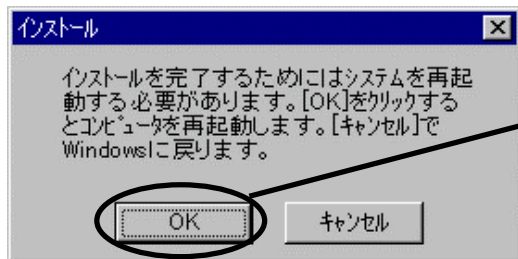 インストール
インストールを完了するためにはシステムを再起
動する必要があります。[OK]をクリックする
とコンピュータを再起動します。[キャンセル]で
Windowsに戻ります。
OK
キャンセル